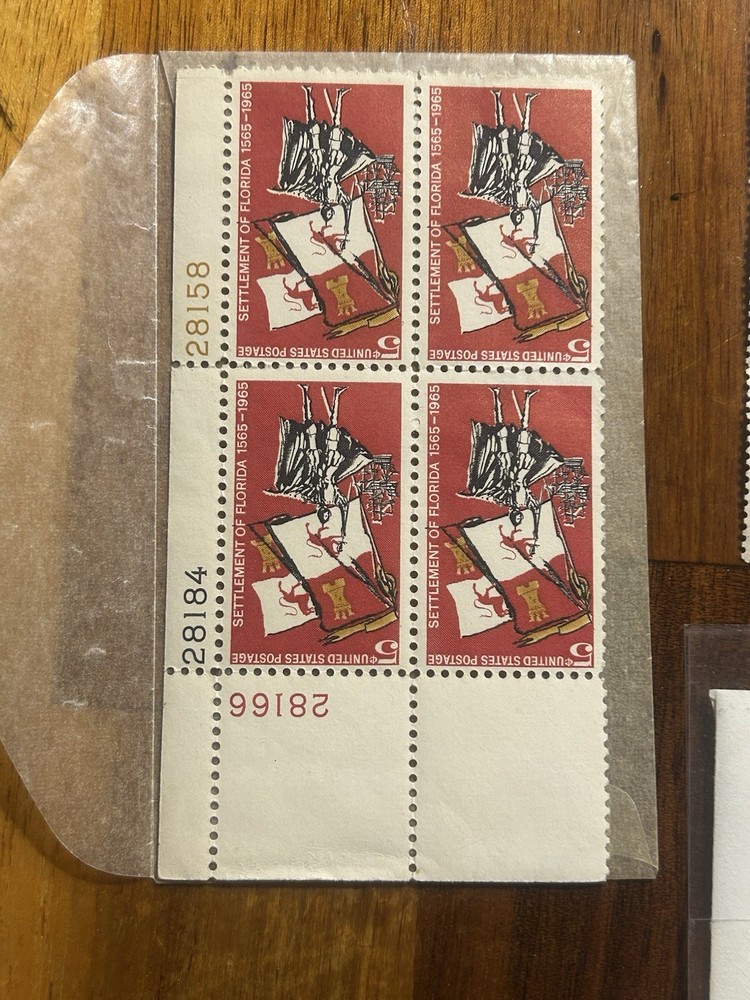 SETTLEMENT OF FLORIDA 1565-1965
5¢ UNITED STATES POSTAGE
SETTLEMENT OF FLORIDA 1565-1965
5¢ UNITED STATES POSTAGE
28158
SETTLEMENT OF FLORIDA 1565-1965
5¢ UNITED STATES POSTAGE
SETTLEMENT OF FLORIDA 1565-1965
5¢ UNITED STATES POSTAGE
28184
28166